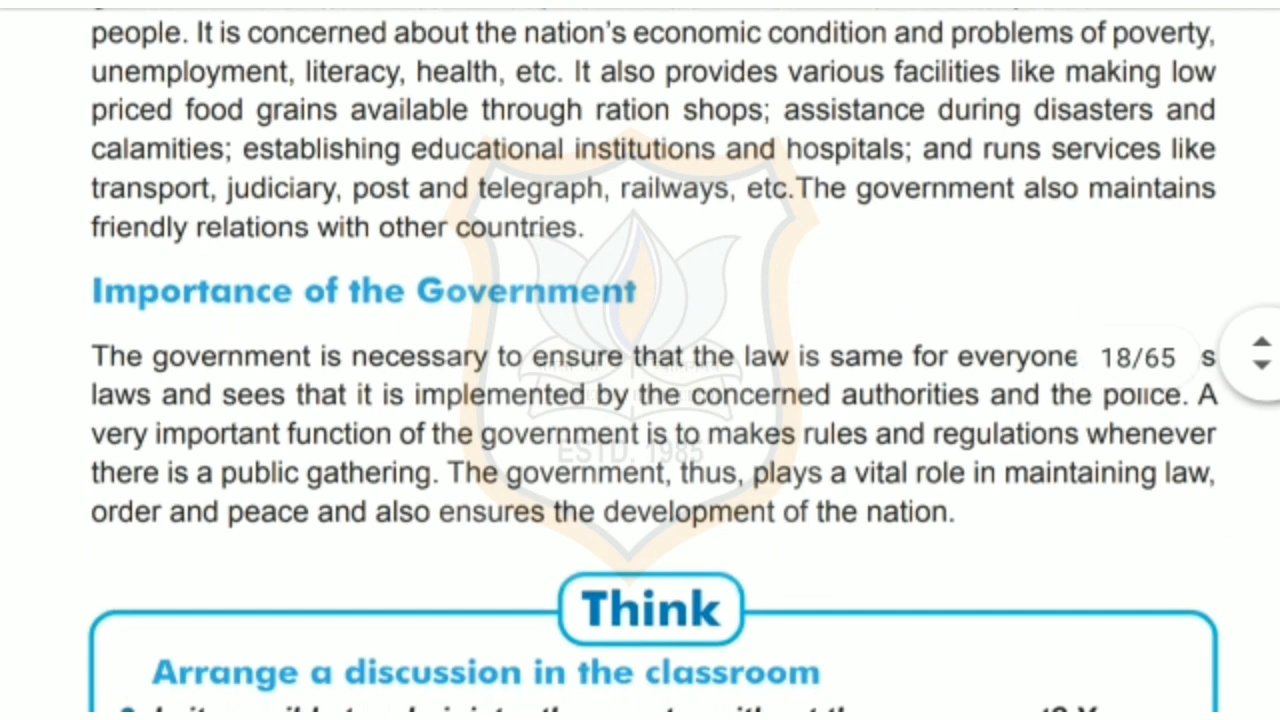 people. It is concerned about the nation's economic condition and problems of poverty,
unemployment, literacy, health, etc. It also provides various facilities like making low
priced food grains available through ration shops; assistance during disasters and
calamities; establishing educational institutions and hospitals; and runs services like
transport, judiciary, post and telegraph, railways, etc.The government also maintains
friendly relations with other countries.
Importance of the Government
The government is necessary to ensure that the law is same for everyone 18/65 s
laws and sees that it is implemented by the concerned authorities and the police. A
very important function of the government is to makes rules and regulations whenever
ESTD. 1985
there is a public gathering. The government, thus, plays a vital role in maintaining law,
order and peace and also ensures the development of the nation.
Think
Arrange a discussion in the classroom